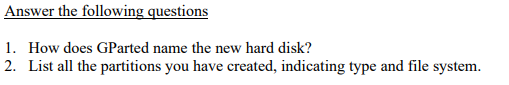 Answer the following questions
1. How does GParted name the new hard disk?
2. List all the partitions you have created, indicating type and file system.